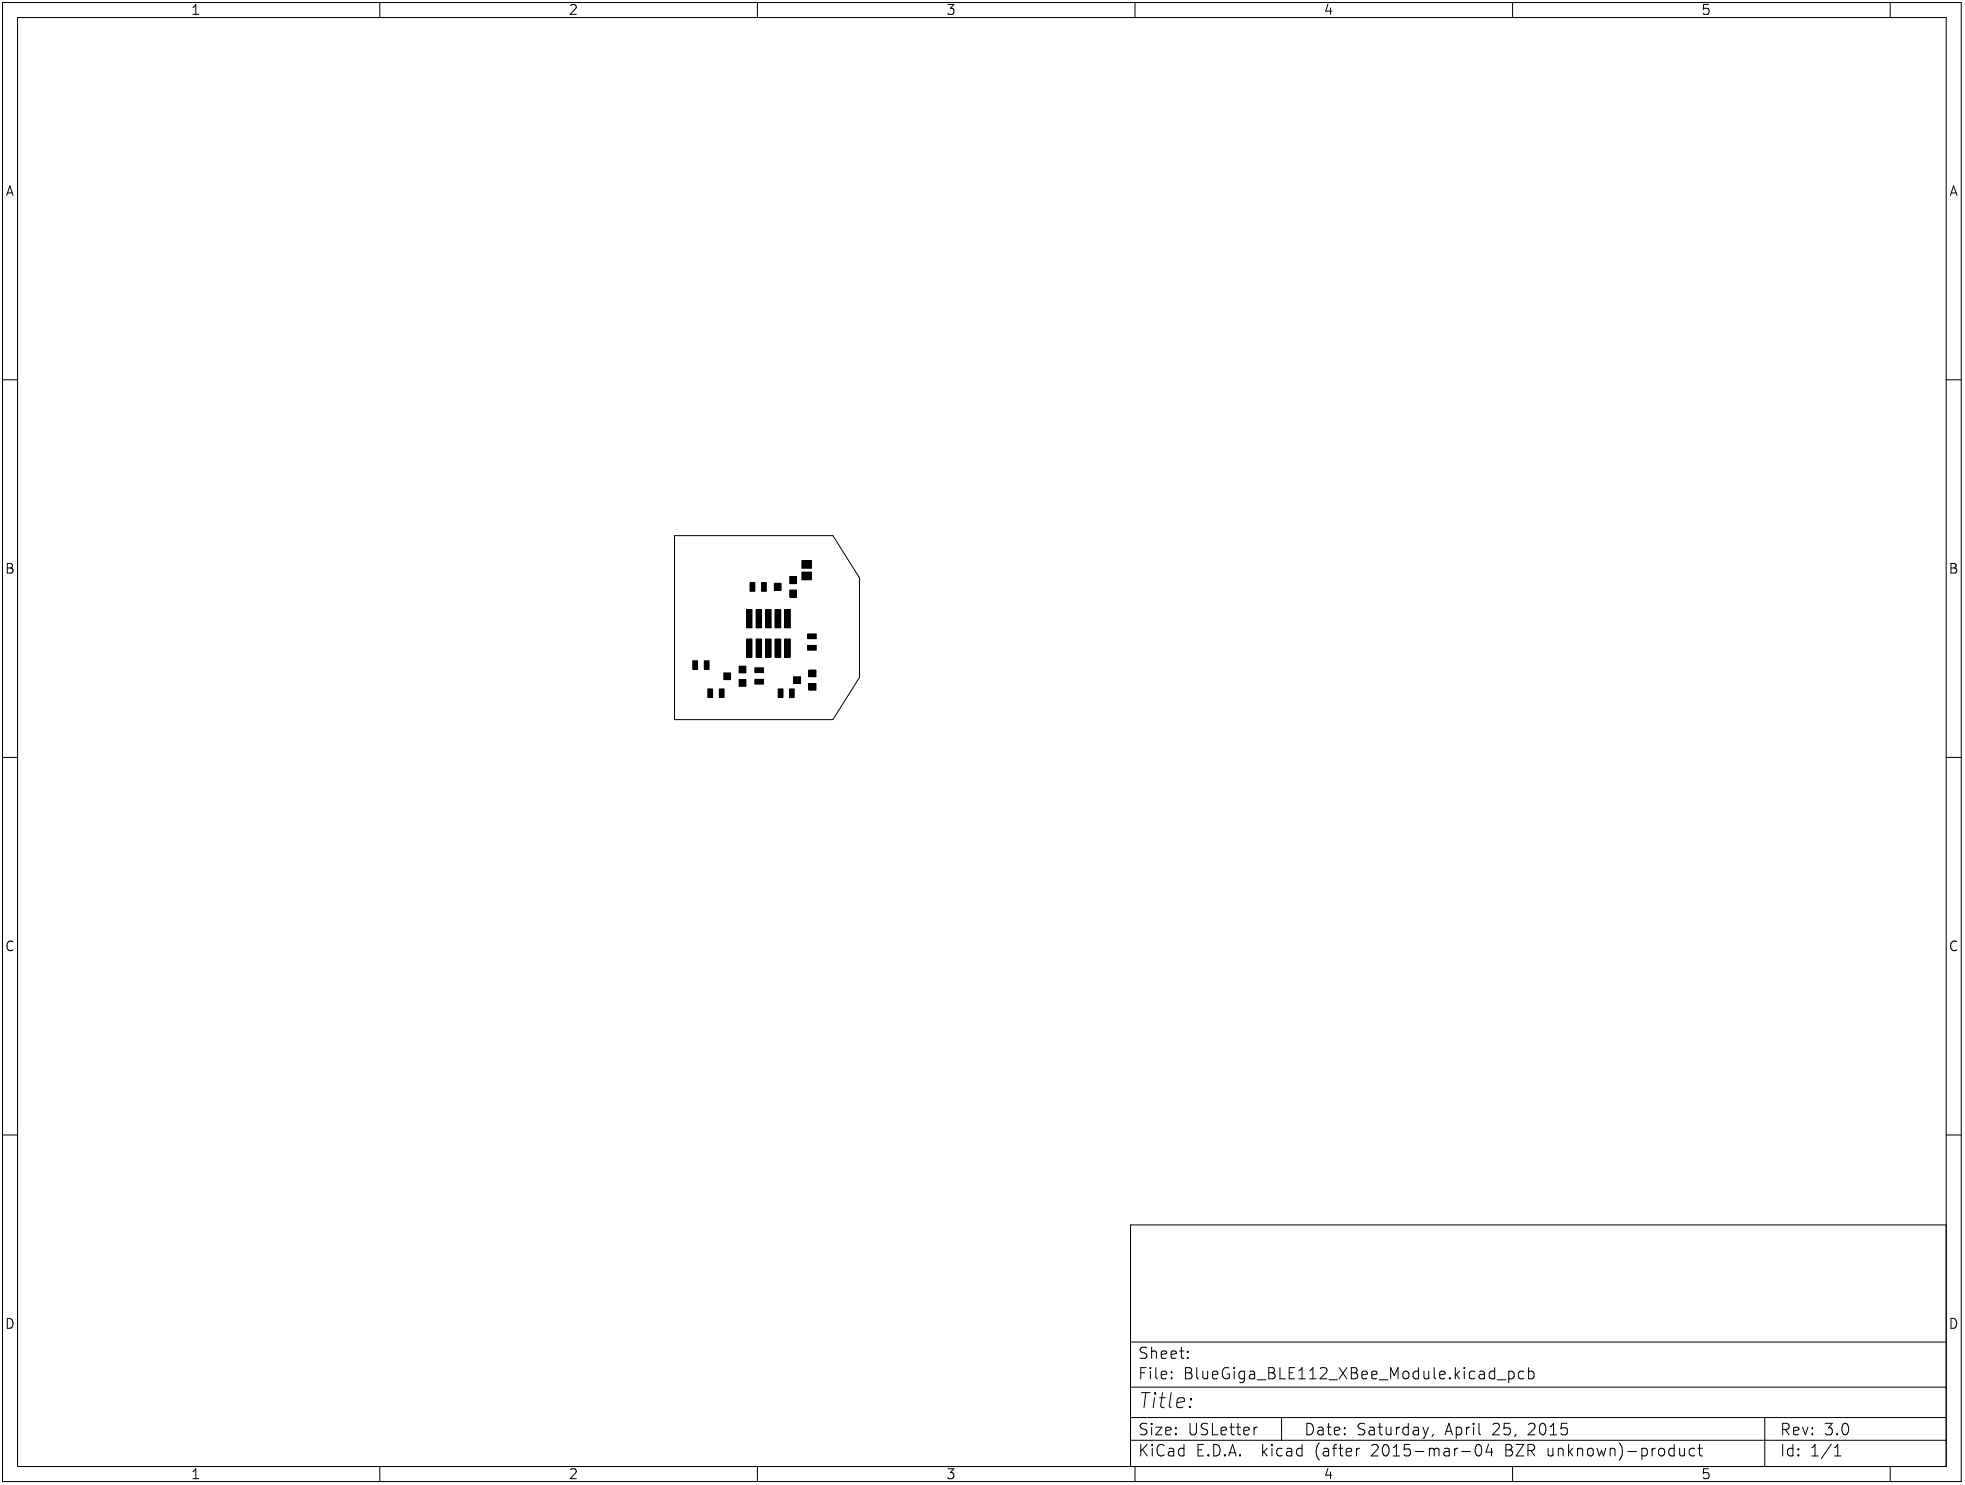 1 2 3 4 5
A A
B B
C C
D D
Sheet:
File: BlueGiga_BLE112_XBee_Module.kicad_pcb
Title:
Size: USLetter Date: Saturday, April 25, 2015 Rev: 3.0
KiCad E.D.A. kicad (after 2015-mar-04 BZR unknown)-product Id: 1/1
1 2 3 4 5